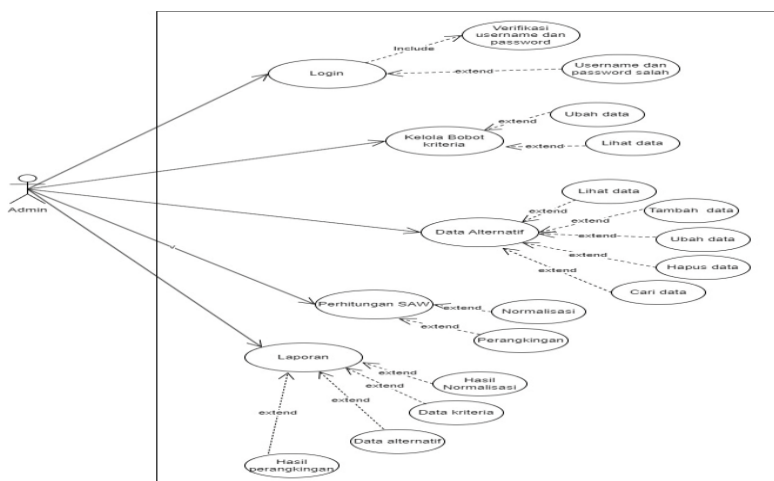 Verifikasi
username dan
password
Include
Login
extend
Username dan
password salah
Ubah data
extend
Kelola Bobot
kriteria
extend
Lihat data
Admin
Lihat data
extend
Tambah data
extend
Data Alternatif
extend
Ubah data
extend
Hapus data
extend
Cari data
Perhitungan SAW
extend
Normalisasi
extend
Perangkingan
Laporan
extend
Hasil
Normalisasi
extend
Data kriteria
extend
extend
Data alternatif
Hasil
perangkingan